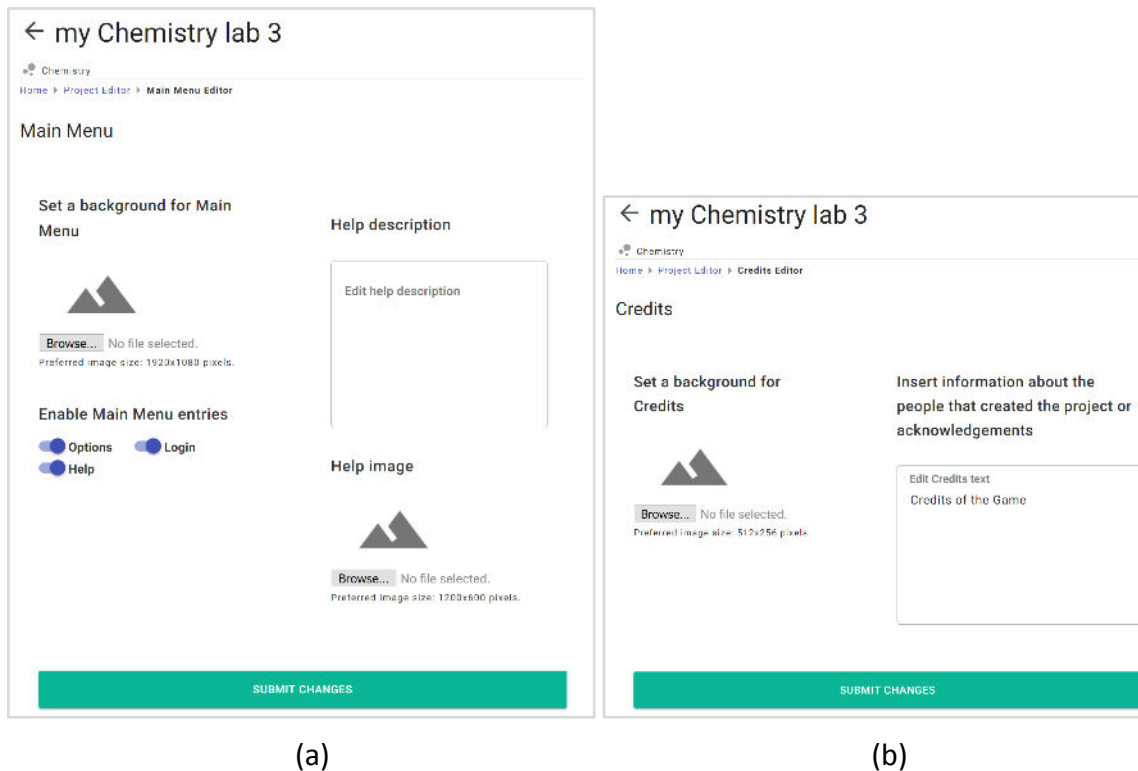 my Chemistry lab 3
Chemistry
Home Project Editor Main Menu Editor
Main Menu
Set a background for Main
Menu
Browse... No file selected.
Preferred image size: 1920x1080 pixels.
Enable Main Menu entries
Options Login
Help
Help description
Edit help description
Help image
Browse... No file selected.
Preferred image size: 1200x600 pixels.
SUBMIT CHANGES
(a)
my Chemistry lab 3
Chemistry
Home Project Editor Credits Editor
Credits
Set a background for
Credits
Browse... No file selected.
Preferred image size: 512x256 pixels
Insert information about the
people that created the project or
acknowledgements
Edit Credits text
Credits of the Game
SUBMIT CHANGES
(b)